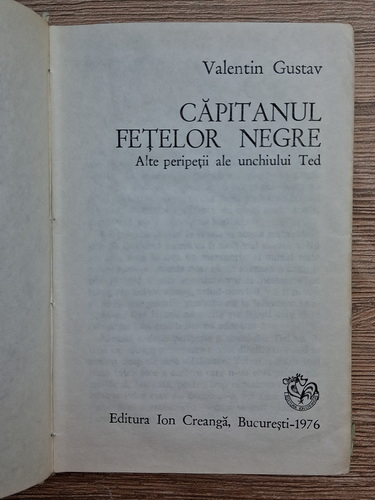 Valentin Gustav
CĂPITANUL
FEȚELOR NEGRE
Alte peripeții ale unchiului Ted
Editura Ion Creangă, București-1976